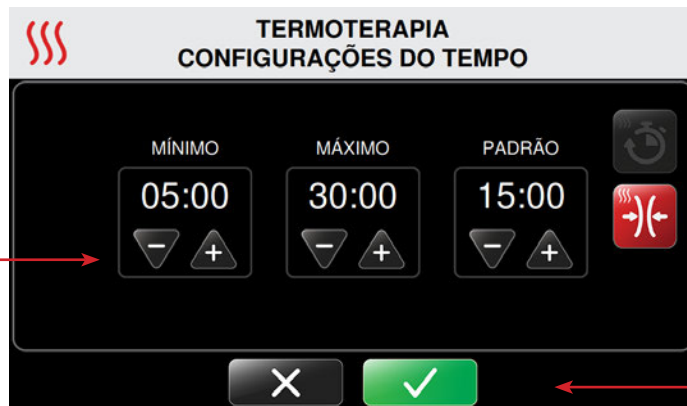 TERMOTERAPIA
CONFIGURAÇÕES DO TEMPO
MÍNIMO MÁXIMO PADRÃO
05:00 30:00 15:00
- + - + - +